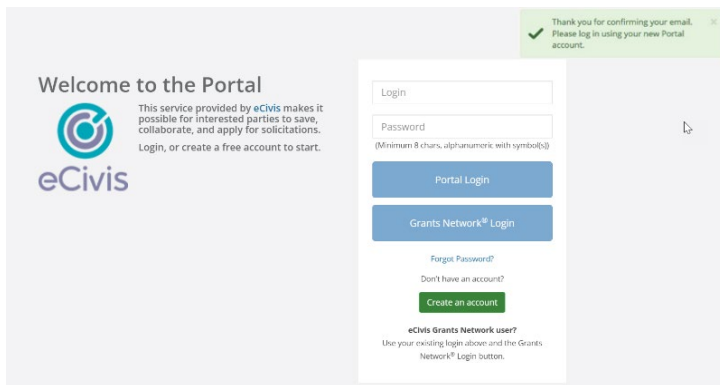 Thank you for confirming your email.
Please log in using your new Portal
account.
Welcome to the Portal
This service provided by eCivis makes it
possible for interested parties to save,
collaborate, and apply for solicitations.
Login, or create a free account to start.
eCivis
Login
Password
(Minimum 8 chars, alphanumeric with symbol(s))
Portal Login
Grants Network® Login
Forgot Password?
Don't have an account?
Create an account
eCivis Grants Network user?
Use your existing login above and the Grants
Network® Login button.